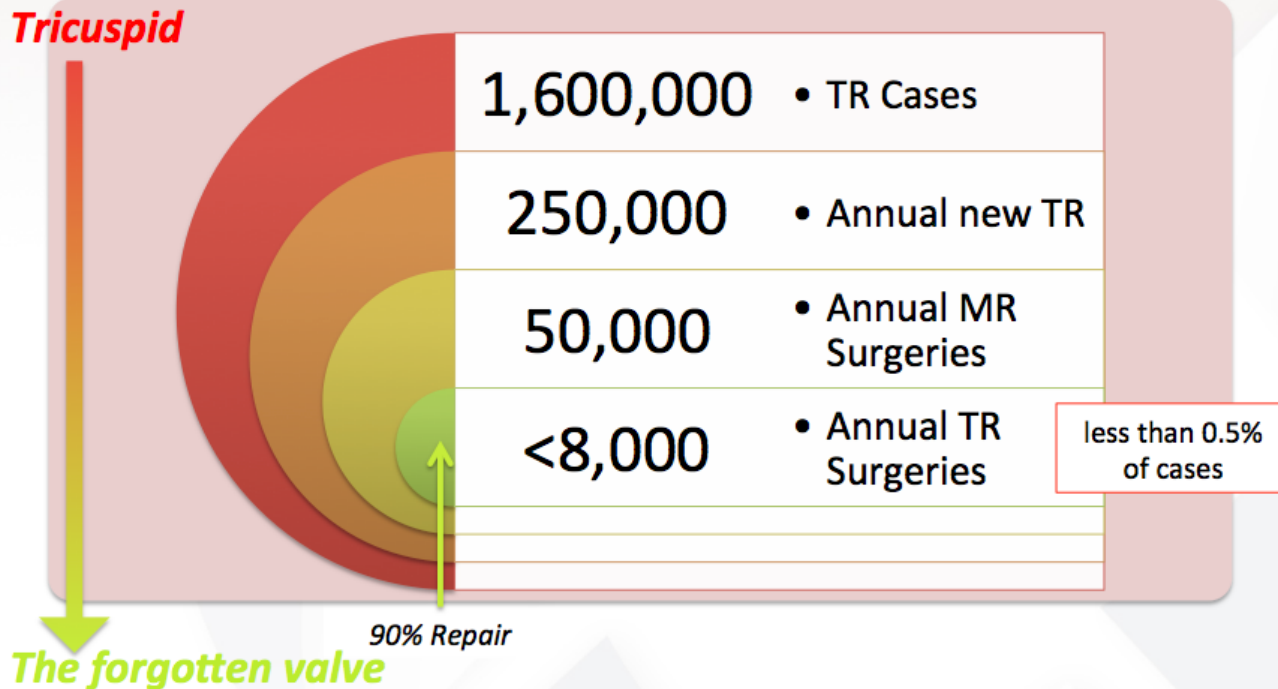 Tricuspid
1,600,000 • TR Cases
250,000 • Annual new TR
50,000 • Annual MR
Surgeries
<8,000 • Annual TR
Surgeries
less than 0.5%
of cases
90% Repair
The forgotten valve